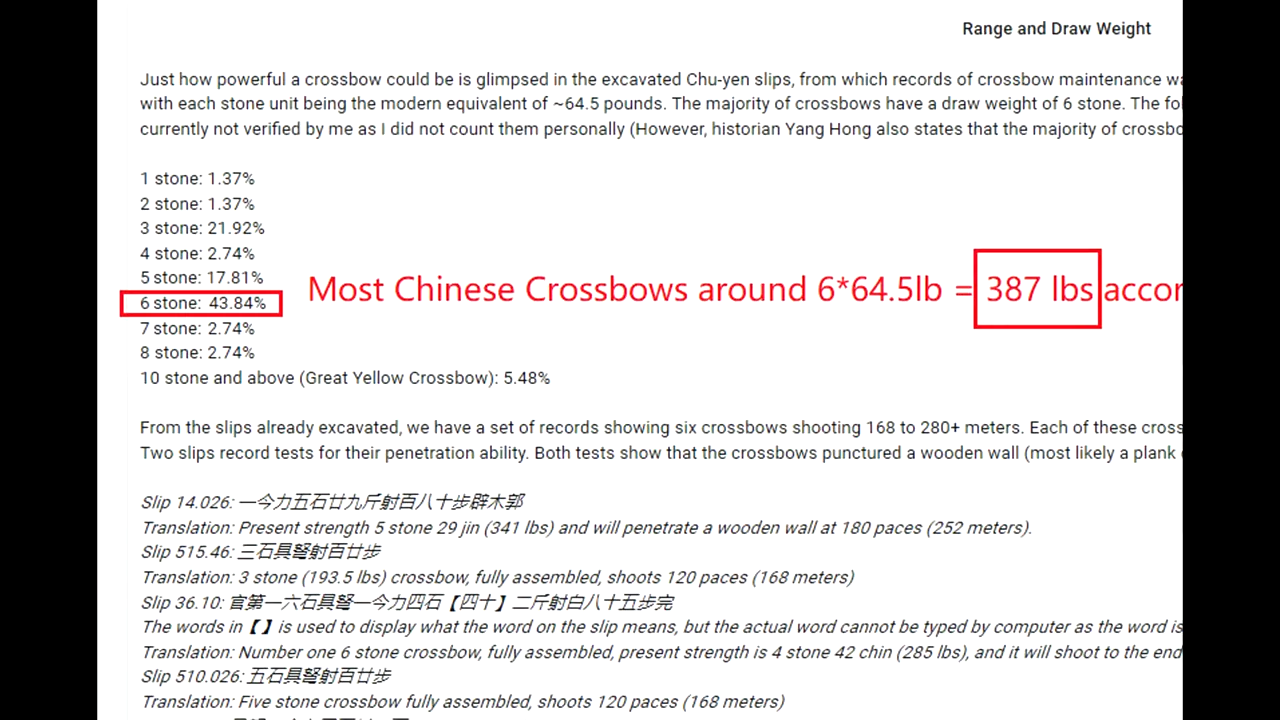 Range and Draw Weight
Just how powerful a crossbow could be is glimpsed in the excavated Chu-yen slips, from which records of crossbow maintenance
with each stone unit being the modern equivalent of ~64.5 pounds. The majority of crossbows have a draw weight of 6 stone. The
currently not verified by me as I did not count them personally (However, historian Yang Hong also states that the majority of
1 stone: 1.37%
2 stone: 1.37%
3 stone: 21.92%
4 stone: 2.74%
5 stone: 17.81%
6 stone: 43.84%
Most Chinese Crossbows around 6*64.5lb = 387 lbs
7 stone: 2.74%
8 stone: 2.74%
10 stone and above (Great Yellow Crossbow): 5.48%
From the slips already excavated, we have a set of records showing six crossbows shooting 168 to 280+ meters. Each of these
Two slips record tests for their penetration ability. Both tests show that the crossbows punctured a wooden wall (most likely a plank
Slip 14.026: 一今力五石廿九斤射百八十步辟木郭
Translation: Present strength 5 stone 29 jin (341 lbs) and will penetrate a wooden wall at 180 paces (252 meters).
Slip 515.46: 三石具弩射百廿步
Translation: 3 stone (193.5 lbs) crossbow, fully assembled, shoots 120 paces (168 meters)
Slip 36.10: 官第一六石具弩一今力四石【四十】二斤射白八十五步完
The words in【 】is used to display what the word on the slip means, but the actual word cannot be typed by computer as the word is
Translation: Number one 6 stone crossbow, fully assembled, present strength is 4 stone 42 chin (285 lbs), and it will shoot to the end
Slip 510.026: 五石具弩射百廿步
Translation: Five stone crossbow fully assembled, shoots 120 paces (168 meters)